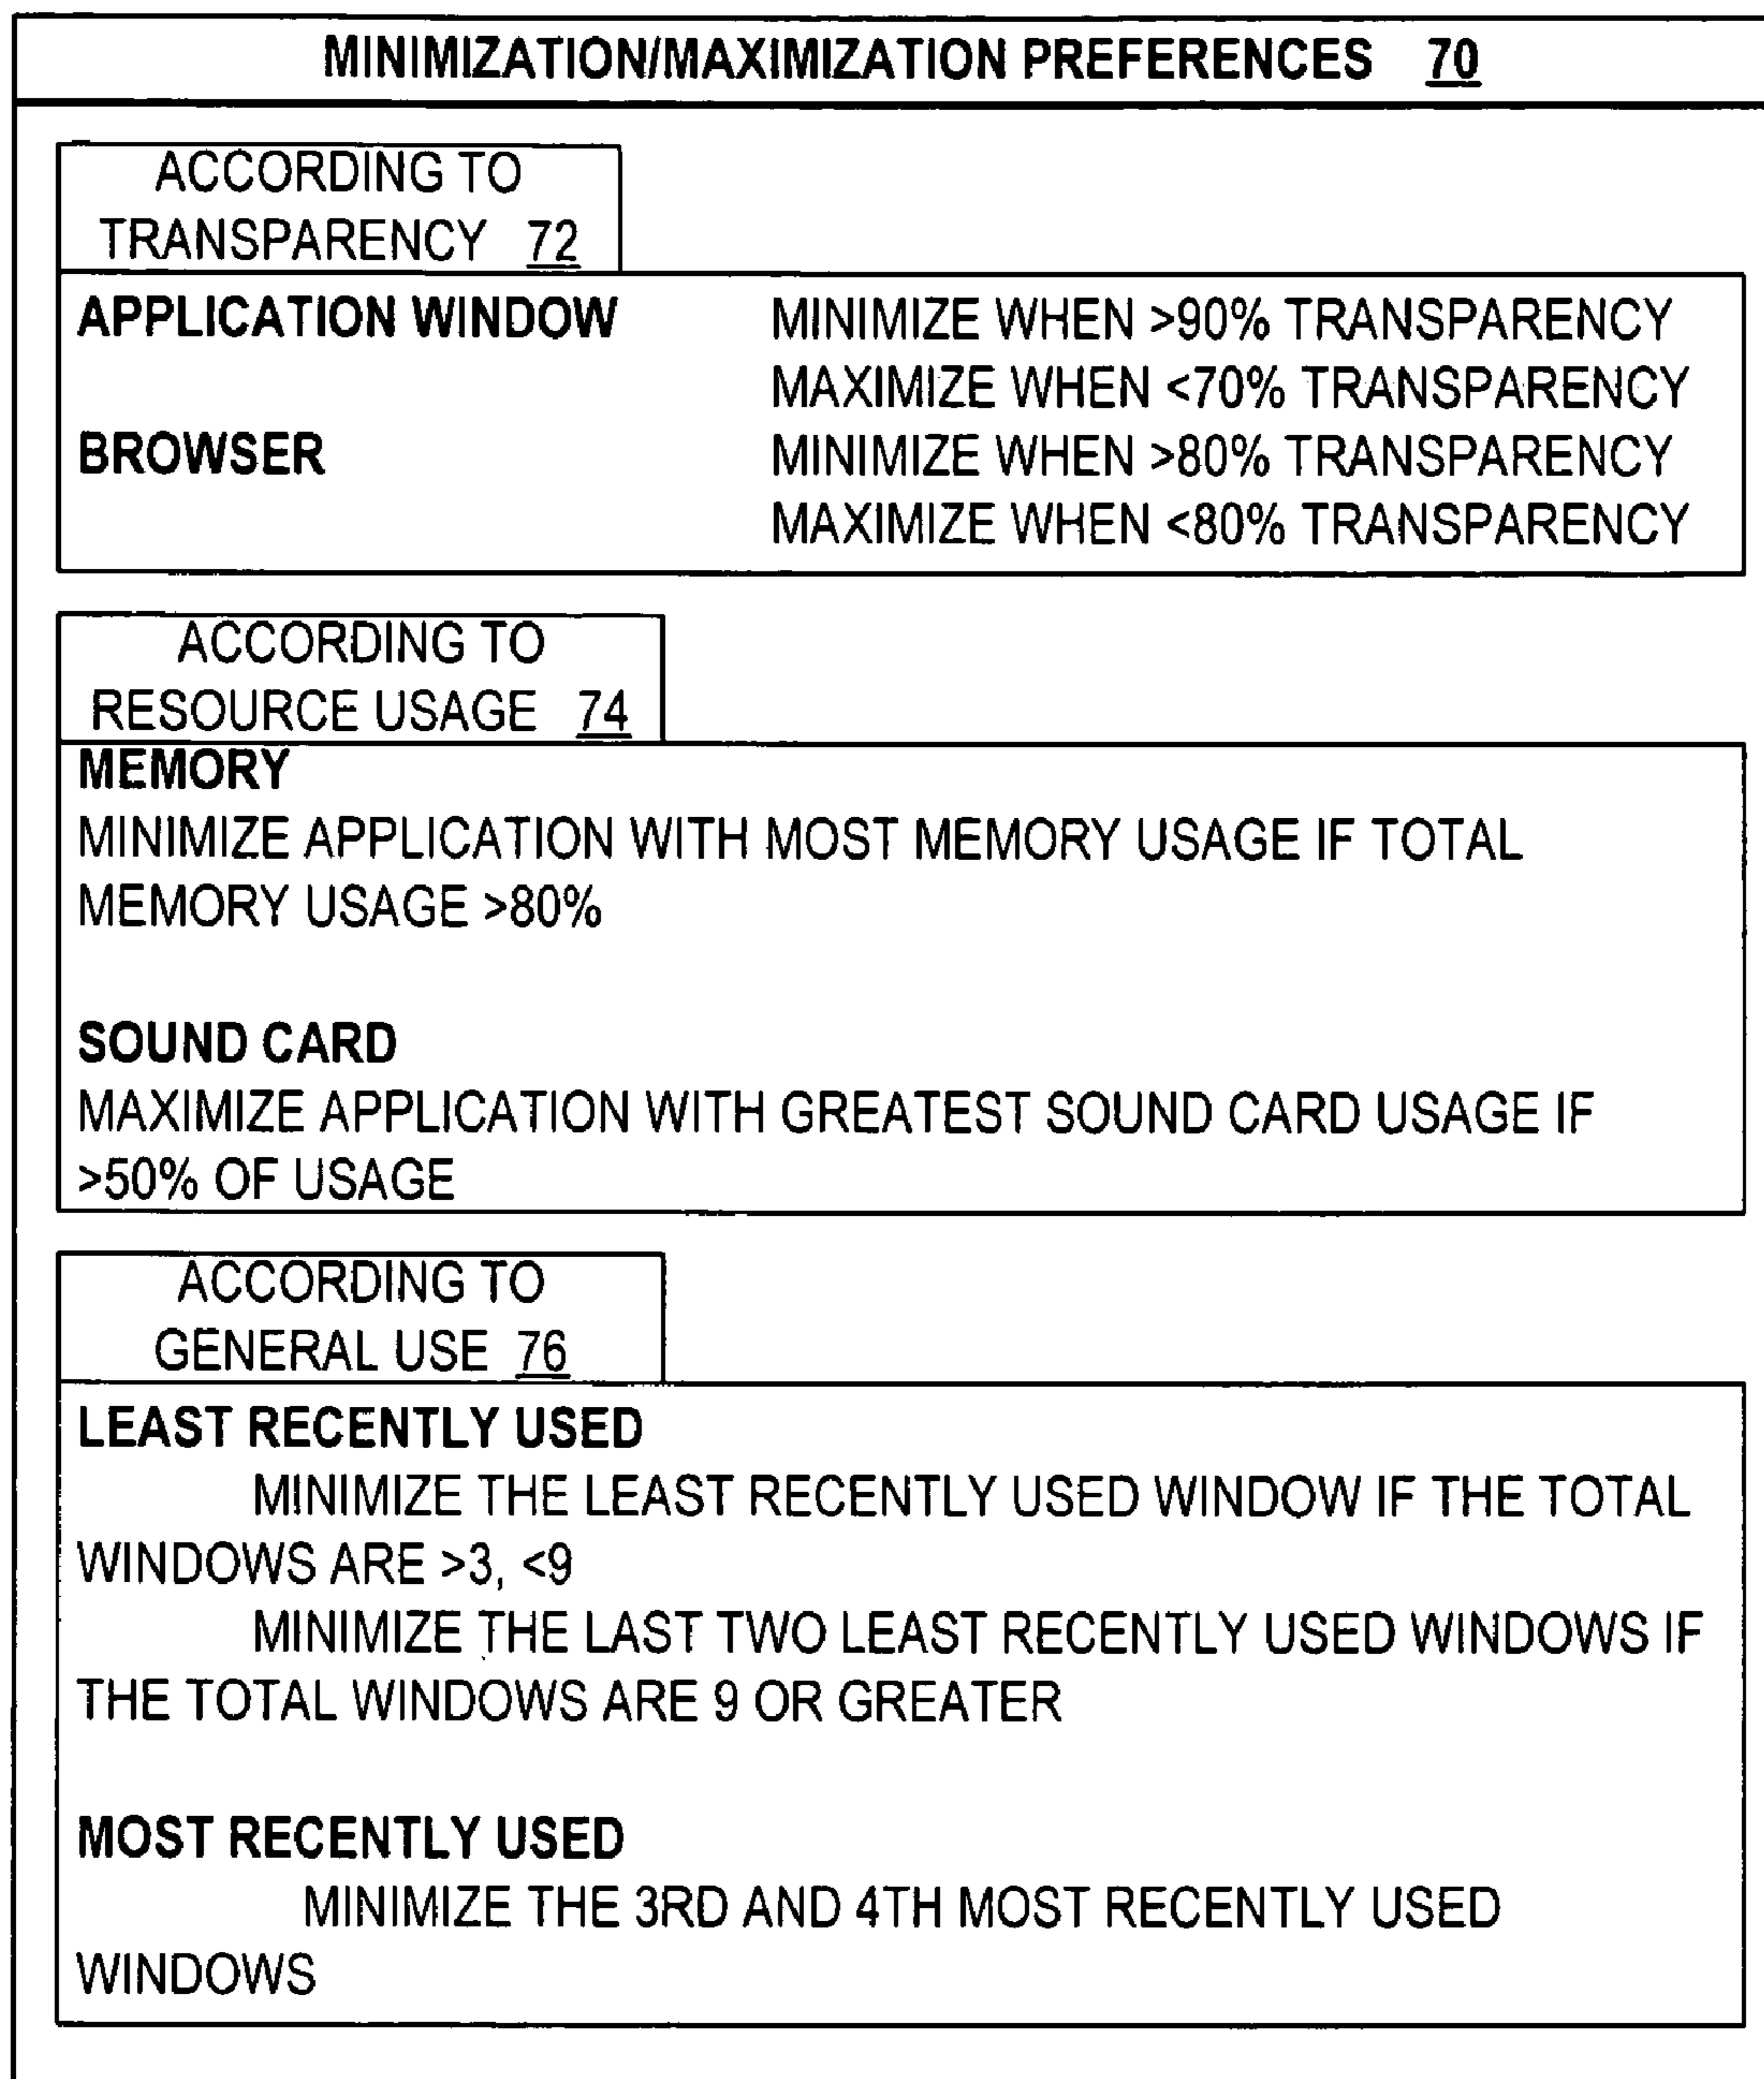 MINIMIZATION/MAXIMIZATION PREFERENCES 70
ACCORDING TO
TRANSPARENCY 72
APPLICATION WINDOW MINIMIZE WHEN >90% TRANSPARENCY
MAXIMIZE WHEN <70% TRANSPARENCY
BROWSER MINIMIZE WHEN >80% TRANSPARENCY
MAXIMIZE WHEN <80% TRANSPARENCY
ACCORDING TO
RESOURCE USAGE 74
MEMORY
MINIMIZE APPLICATION WITH MOST MEMORY USAGE IF TOTAL
MEMORY USAGE >80%
SOUND CARD
MAXIMIZE APPLICATION WITH GREATEST SOUND CARD USAGE IF
>50% OF USAGE
ACCORDING TO
GENERAL USE 76
LEAST RECENTLY USED
MINIMIZE THE LEAST RECENTLY USED WINDOW IF THE TOTAL
WINDOWS ARE >3, <9
MINIMIZE THE LAST TWO LEAST RECENTLY USED WINDOWS IF
THE TOTAL WINDOWS ARE 9 OR GREATER
MOST RECENTLY USED
MINIMIZE THE 3RD AND 4TH MOST RECENTLY USED
WINDOWS